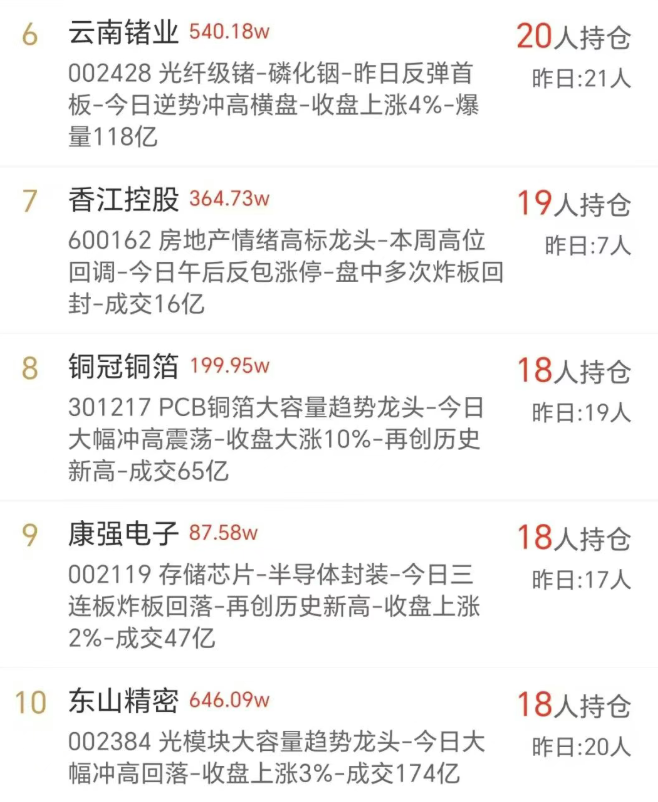 6 云南锗业 540.18w 20人持仓
002428 光纤级锗-磷化铟-昨日反弹首 昨日:21人
板-今日逆势冲高横盘-收盘上涨4%-爆
量118亿
7 香江控股 364.73w 19人持仓
600162 房地产情绪高标龙头-本周高位 昨日:7人
回调-今日午后反包涨停-盘中多次炸板回
封-成交16亿
8 铜冠铜箔 199.95w 18人持仓
301217 PCB铜箔大容量趋势龙头-今日 昨日:19人
大幅冲高震荡-收盘大涨10%-再创历史
新高-成交65亿
9 康强电子 87.58w 18人持仓
002119 存储芯片-半导体封装-今日三 昨日:17人
连板炸板回落-再创历史新高-收盘上涨
2%-成交47亿
10 东山精密 646.09w 18人持仓
002384 光模块大容量趋势龙头-今日大 昨日:20人
幅冲高回落-收盘上涨3%-成交174亿